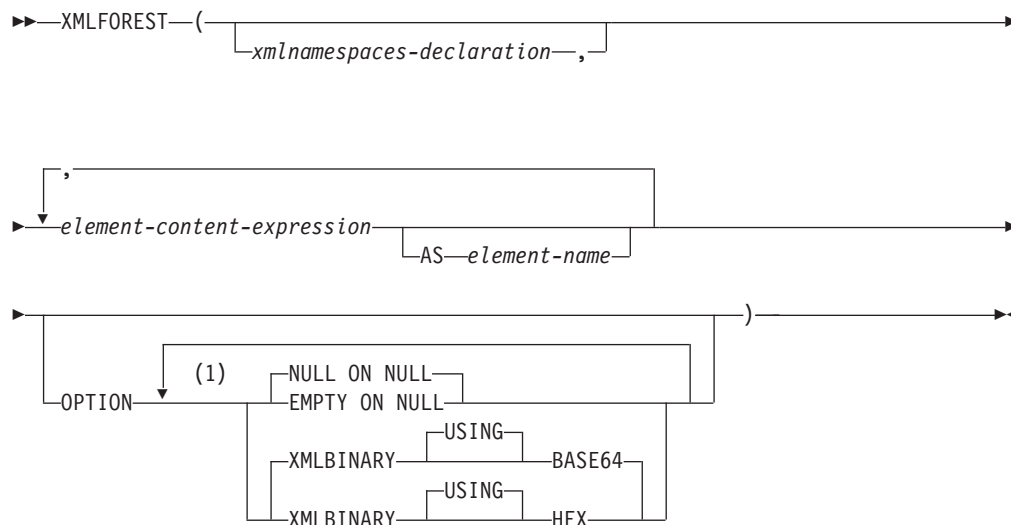 XMLFOREST (
xmlnamespaces-declaration ,
,
element-content-expression
AS element-name
)
(1) NULL ON NULL
OPTION EMPTY ON NULL
USING
XMLBINARY BASE64
USING
XMLBINARY HEX